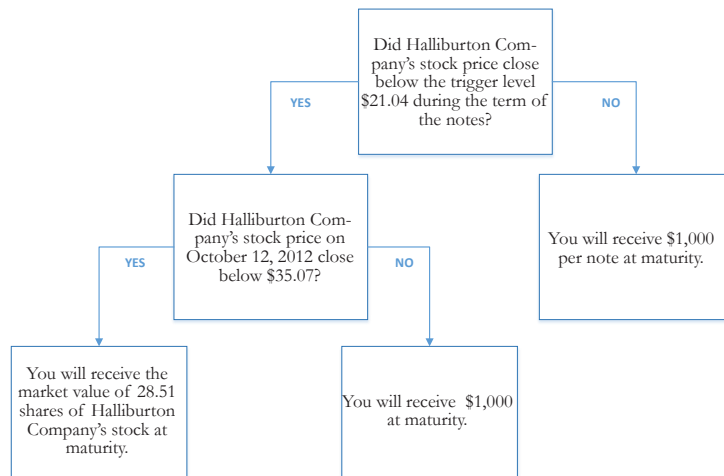 Did Halliburton Com-
pany's stock price close
below the trigger level
$21.04 during the term of
the notes?
YES
NO
Did Halliburton Com-
pany's stock price on
October 12, 2012 close
below $35.07?
You will receive $1,000
per note at maturity.
YES
NO
You will receive the
market value of 28.51
shares of Halliburton
Company's stock at
maturity.
You will receive $1,000
at maturity.